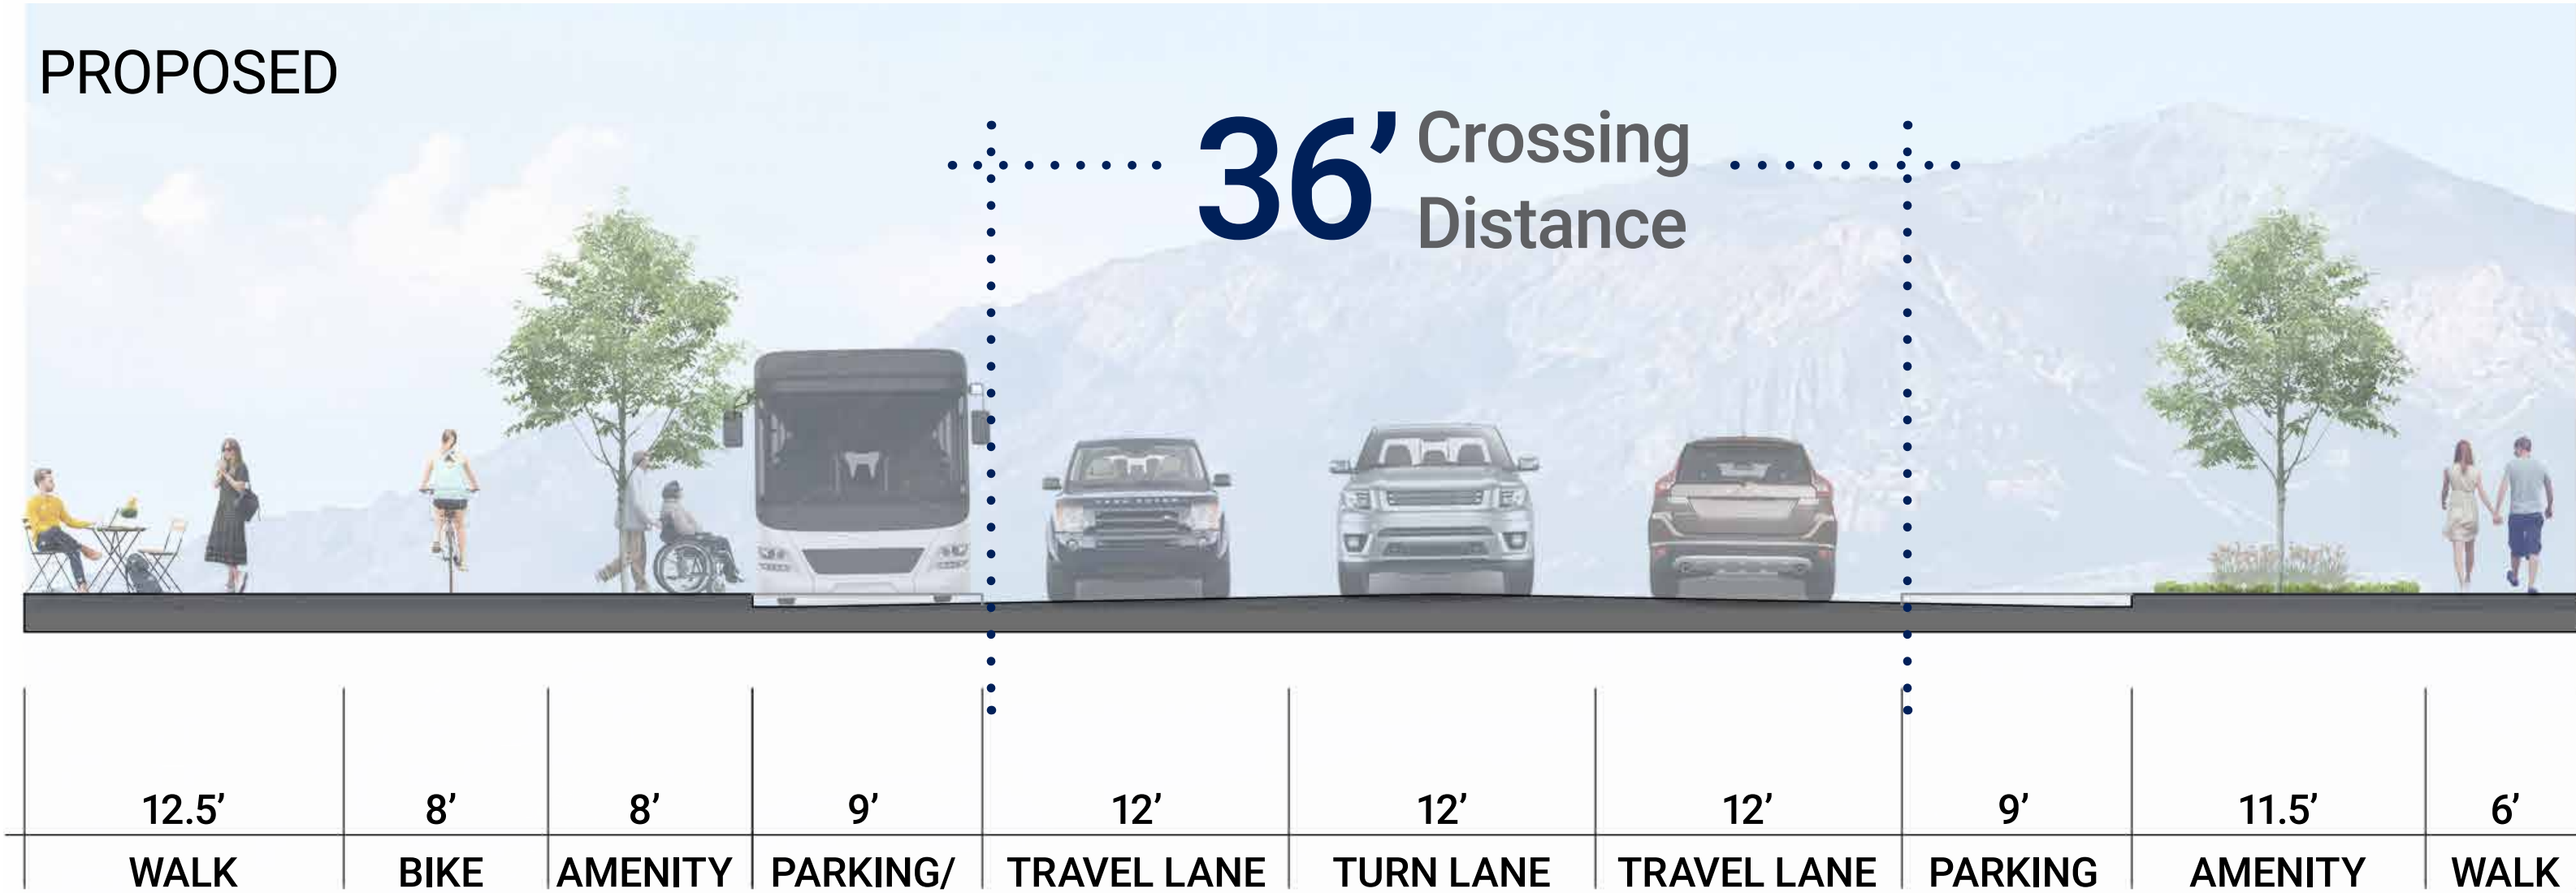 PROPOSED
36’ Crossing
Distance
12.5’ 8’ 8’ 9’ 12’ 12’ 12’ 9’ 11.5’ 6’
WALK BIKE AMENITY PARKING/ TRAVEL LANE TURN LANE TRAVEL LANE PARKING AMENITY WALK